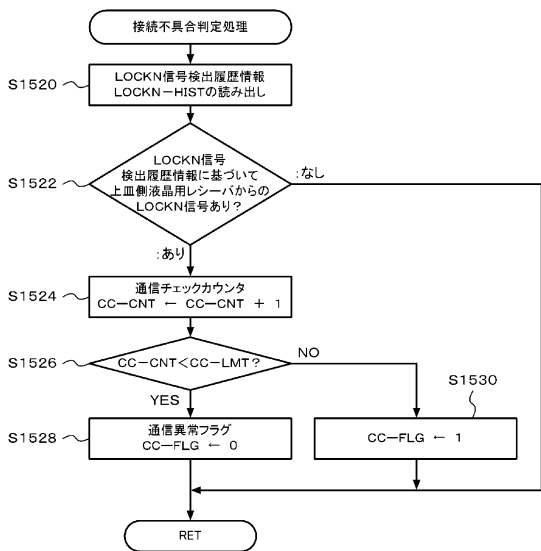 接続不具合判定処理
S1520
LOCKN信号検出履歴情報
LOCKN－HISTの読み出し
S1522
LOCKN信号
検出履歴情報に基づいて
上皿側液晶用レシーバからの
LOCKN信号あり？
:なし
:あり
S1524
通信チェックカウンタ
CC－CNT ← CC－CNT ＋ 1
S1526
CC－CNT＜CC－LMT？
NO
YES
S1530
S1528
通信異常フラグ
CC－FLG ← 0
CC－FLG ← 1
RET